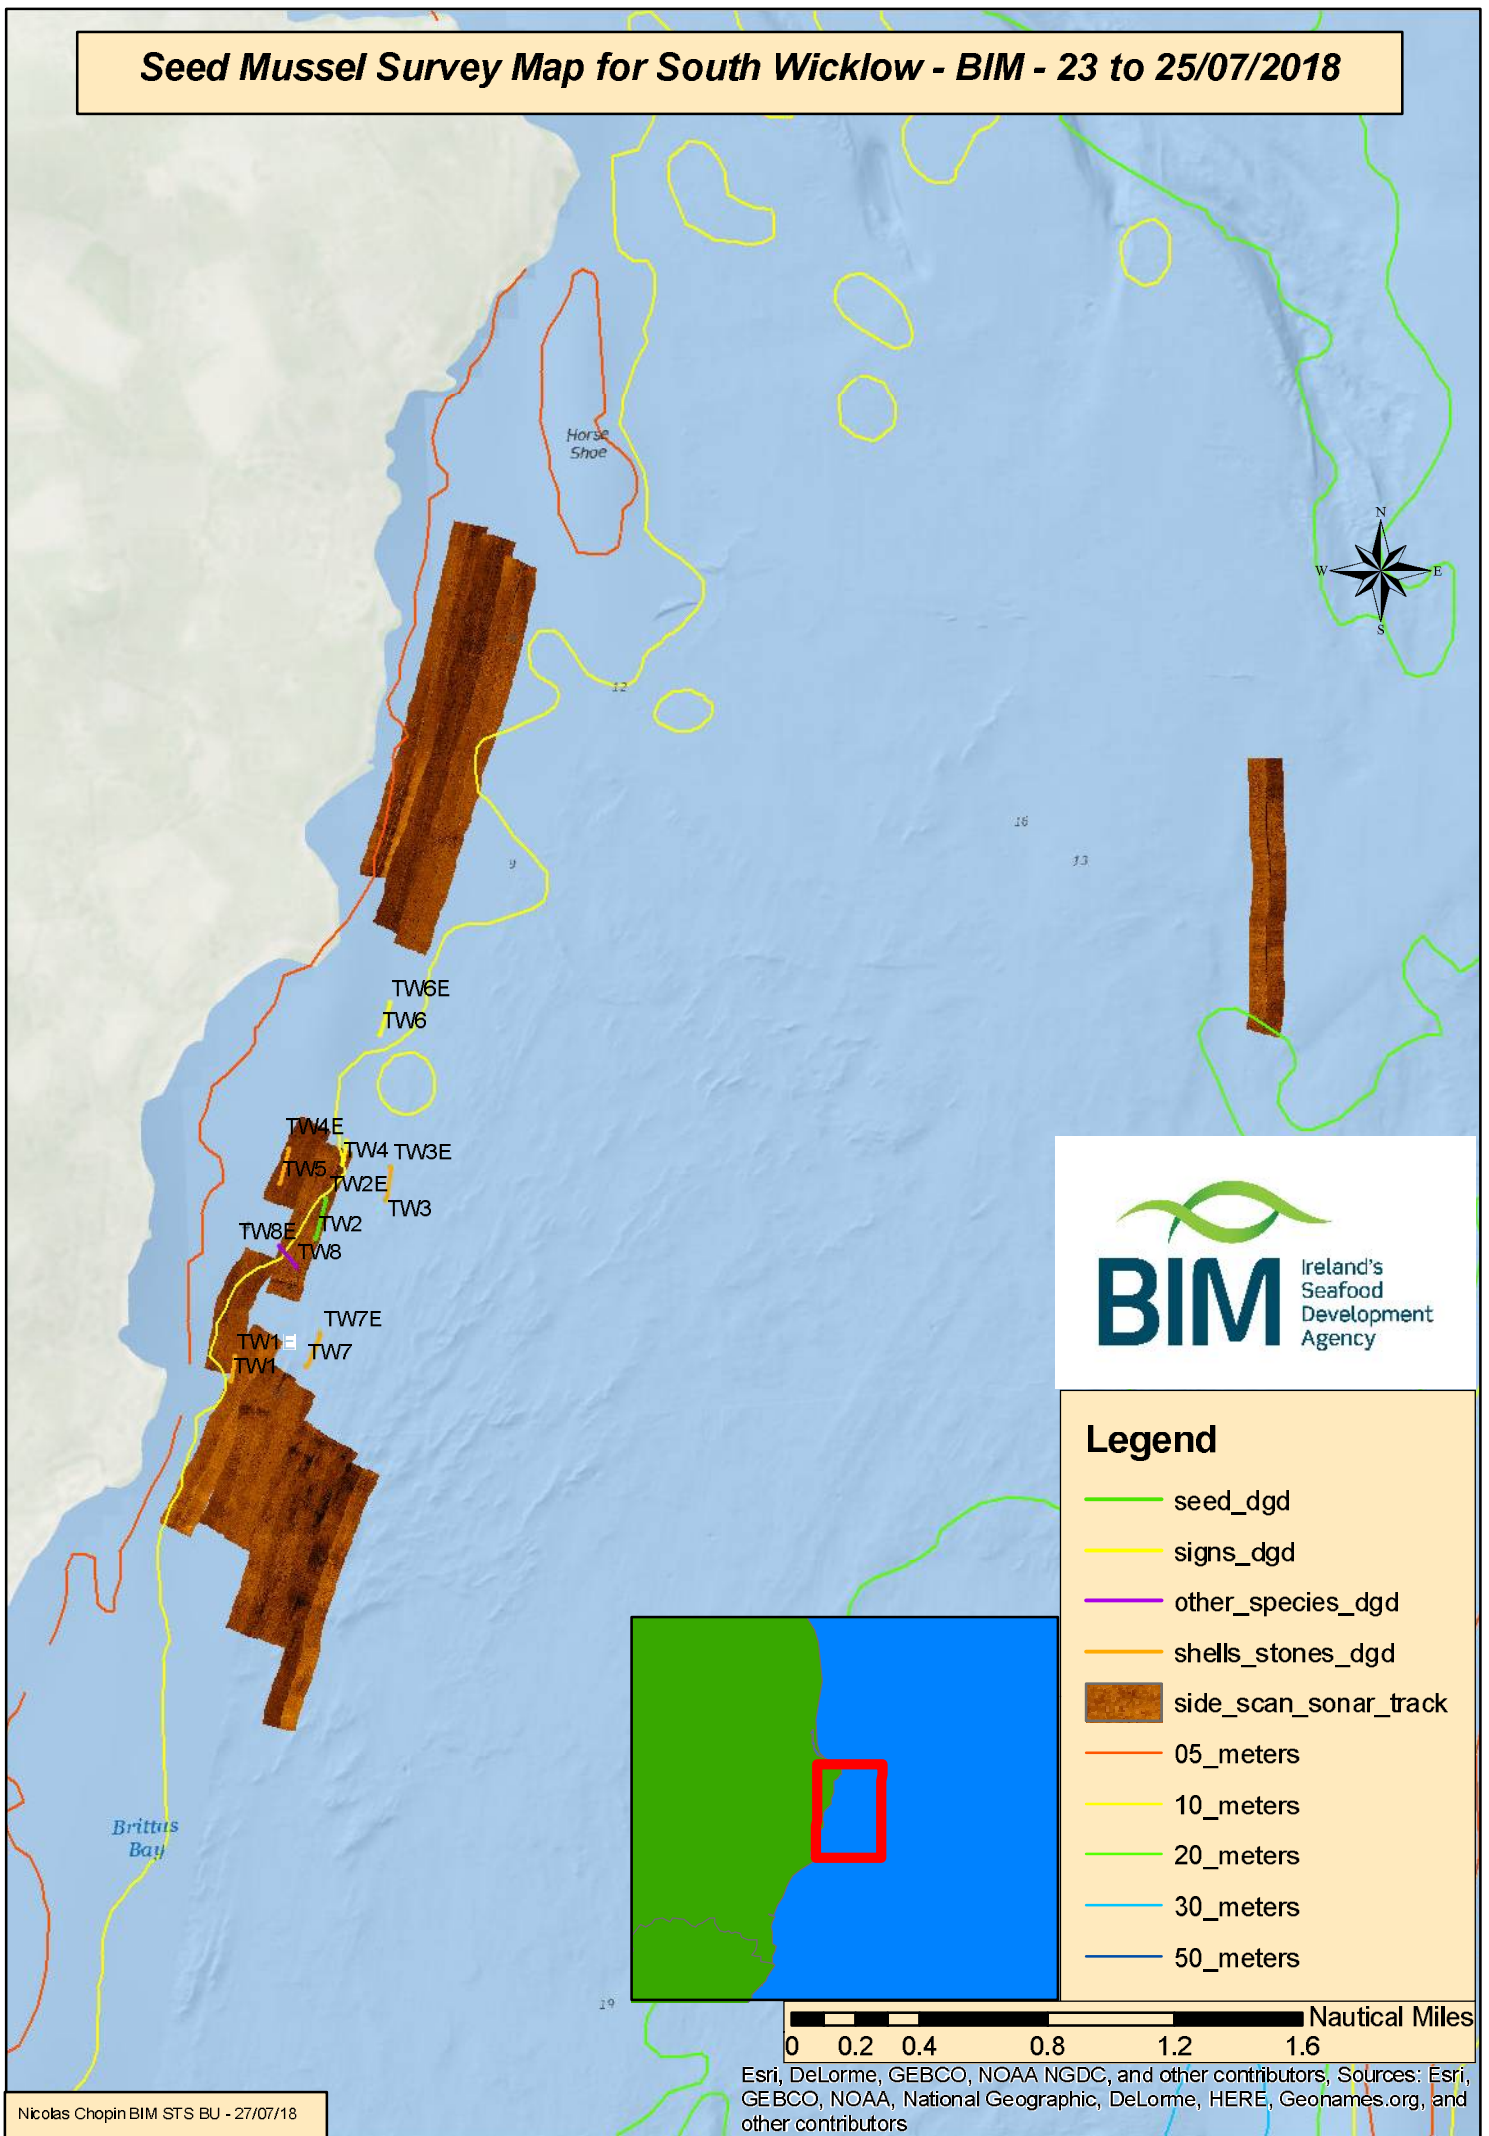 Seed Mussel Survey Map for South Wicklow - BIM - 23 to 25/07/2018
Horse
Shoe
N
W
E
S
12
16
13
9
TW6E
TW6
TW4E
TW4
TW3E
TW5
TW2E
TW3
TW2
TW8E
TW8
TW7E
TW1E
TW7
TW1
BIM
Ireland's
Seafood
Development
Agency
Legend
seed_dgd
signs_dgd
other_species_dgd
shells_stones_dgd
side_scan_sonar_track
05_meters
10_meters
20_meters
30_meters
50_meters
Brittas
Bay
19
Nautical Miles
0 0.2 0.4 0.8 1.2 1.6
Esri, DeLorme, GEBCO, NOAA NGDC, and other contributors, Sources: Esri,
GEBCO, NOAA, National Geographic, DeLorme, HERE, Geonames.org, and
other contributors
Nicolas Chopin BIM STS BU - 27/07/18